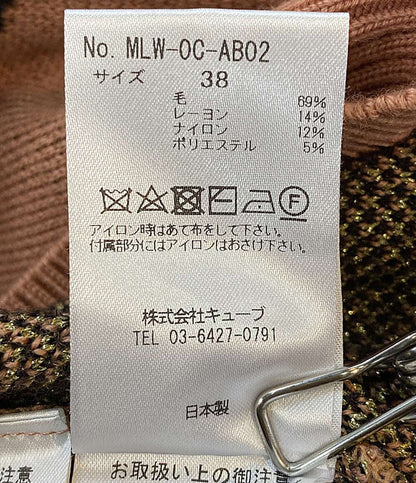 No. MLW-OC-AB02
サイズ 38
毛 69%
レーヨン 14%
ナイロン 12%
ポリエステル 5%
アイロン時はあて布をして下さい。
付属部分にはアイロンはおさけ下さい。
株式会社キューブ
TEL 03-6427-0791
日本製
注意
お取扱い上の御注意